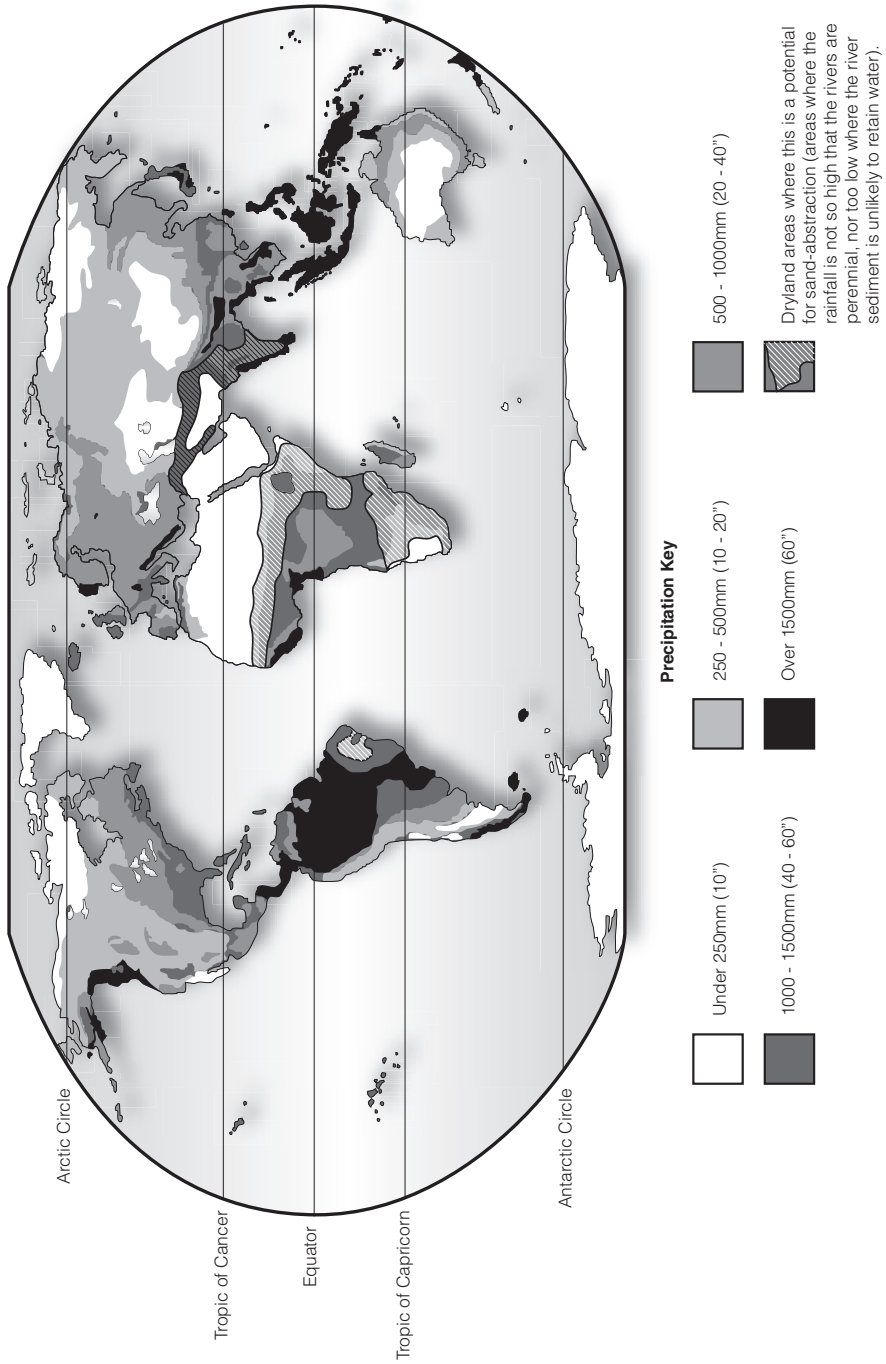 Arctic Circle
Tropic of Cancer
Equator
Tropic of Capricorn
Antarctic Circle
Precipitation Key
Under 250mm (10")
250 - 500mm (10 - 20")
500 - 1000mm (20 - 40")
1000 - 1500mm (40 - 60")
Over 1500mm (60")
Dryland areas where this is a potential
for sand-abstraction (areas where the
rainfall is not so high that the rivers are
perennial, nor too low where the river
sediment is unlikely to retain water).